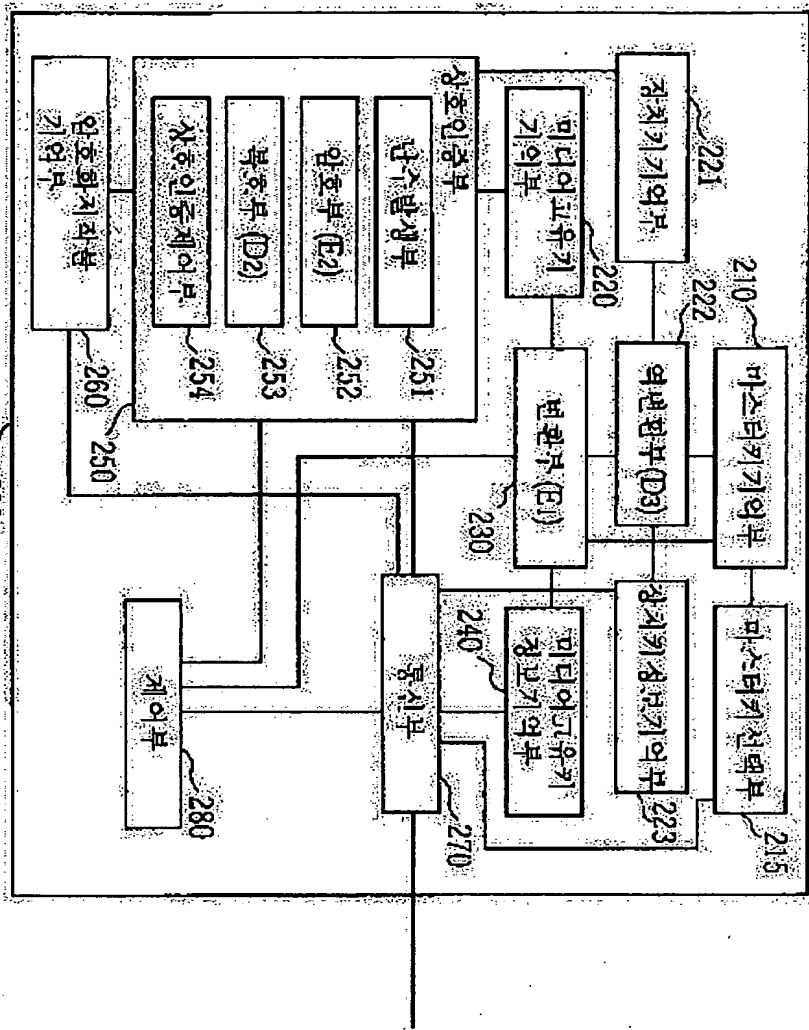 마스터키기억부
210
마스터키선택부
215
장치키기억부
221
역변환부(D3)
222
장치키정보기억부
223
미디어고유키
기억부
220
변환부(E1)
230
미디어고유키
정보기억부
240
상호인증부
난수발생부
251
암호부(E2)
252
복호부(D2)
253
상호인증제어부
254
250
통신부
270
암호화저작물
기억부
260
제어부
280